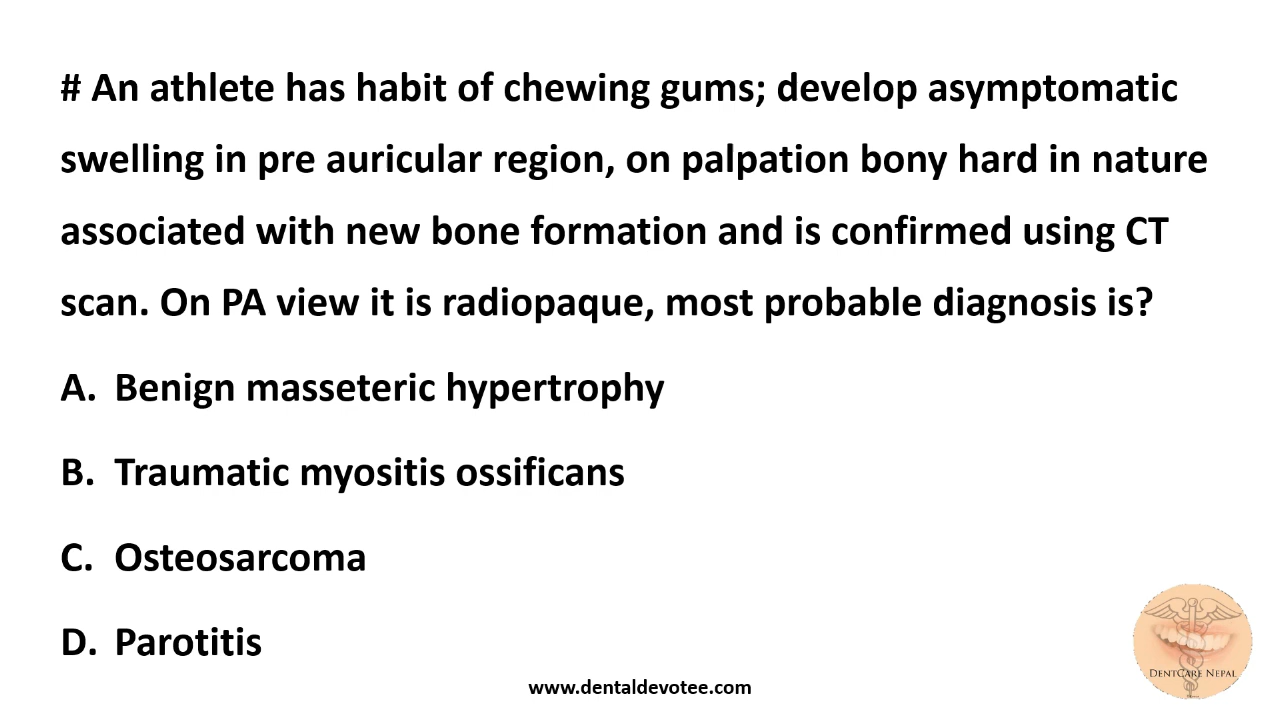 # An athlete has habit of chewing gums; develop asymptomatic
swelling in pre auricular region, on palpation bony hard in nature
associated with new bone formation and is confirmed using CT
scan. On PA view it is radiopaque, most probable diagnosis is?
A. Benign masseteric hypertrophy
B. Traumatic myositis ossificans
C. Osteosarcoma
D. Parotitis
DENTCARE NEPAL
www.dentaldevotee.com